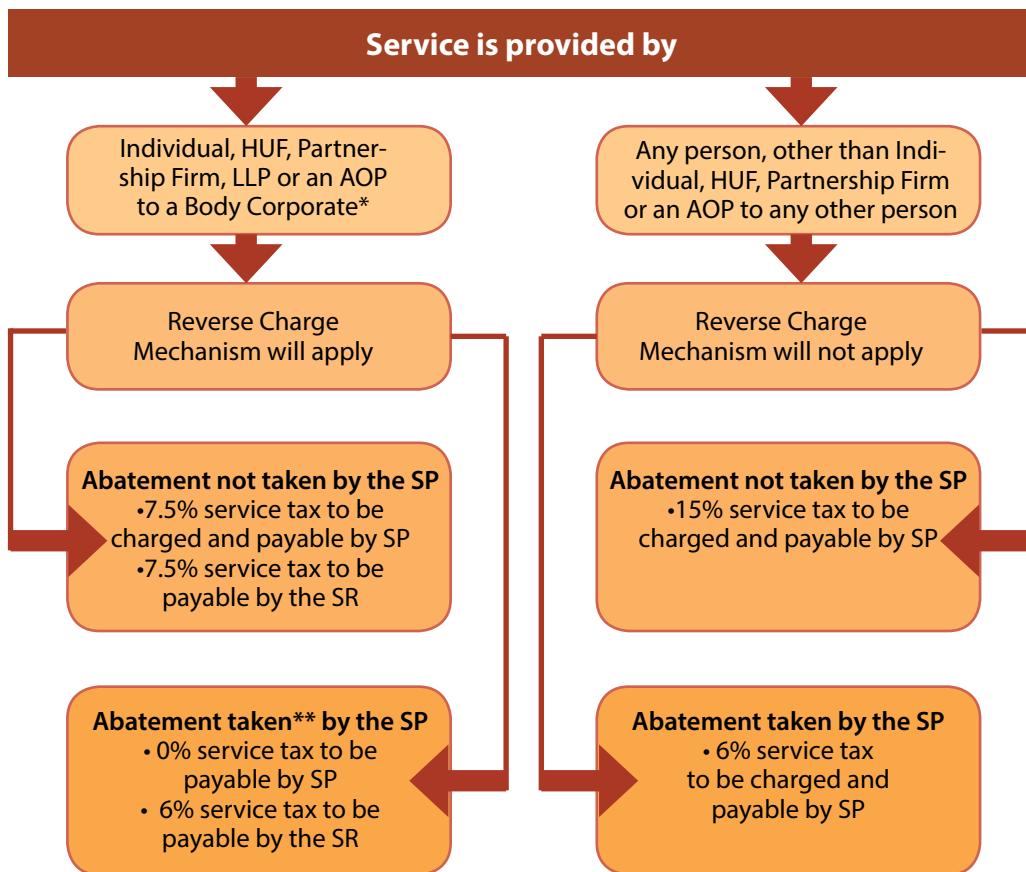 Service is provided by
Individual, HUF, Partner-
ship Firm, LLP or an AOP
to a Body Corporate*
Reverse Charge
Mechanism will apply
Abatement not taken by the SP
•7.5% service tax to be
charged and payable by SP
•7.5% service tax to be
payable by the SR
Abatement taken** by the SP
• 0% service tax to be
payable by SP
• 6% service tax to be
payable by the SR
Any person, other than Indi-
vidual, HUF, Partnership Firm
or an AOP to any other person
Reverse Charge
Mechanism will not apply
Abatement not taken by the SP
•15% service tax to be
charged and payable by SP
Abatement taken by the SP
• 6% service tax
to be charged and
payable by SP